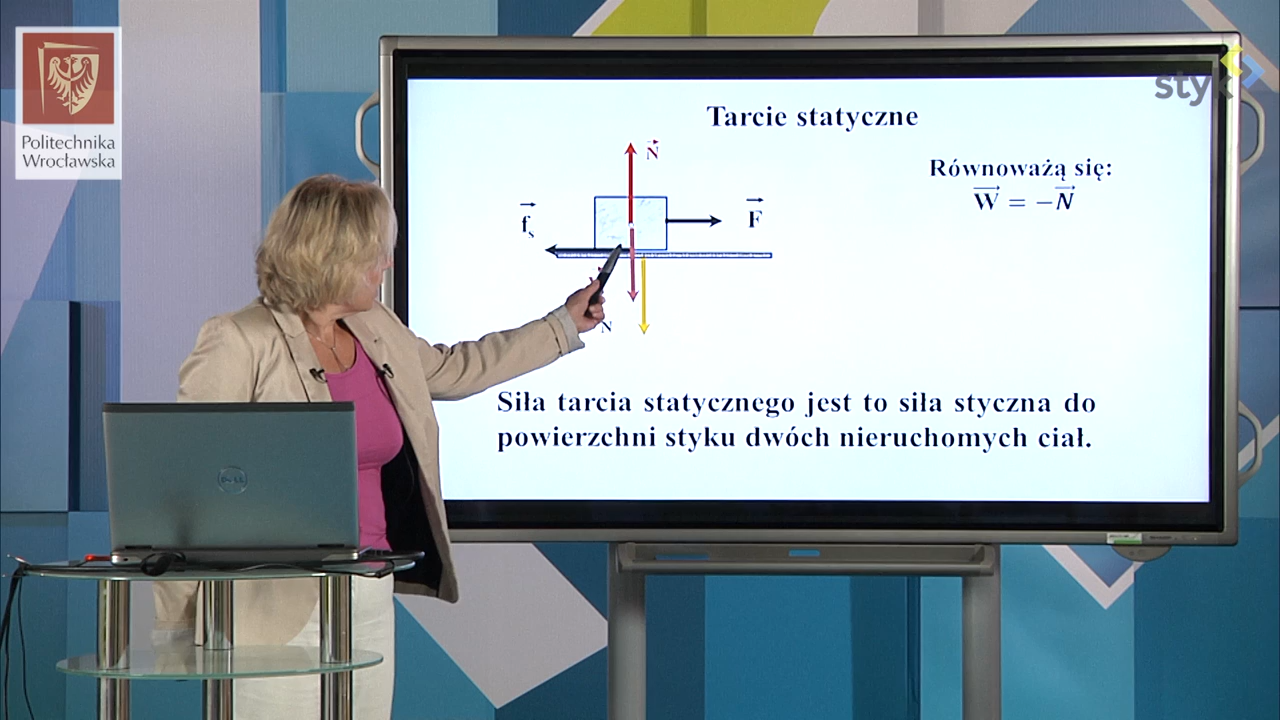 Politechnika
Wrocławska
styk
Tarcie statyczne
Równoważą się:
W = −N
N
f s
F
N
Siła tarcia statycznego jest to siła styczna do
powierzchni styku dwóch nieruchomych ciał.
DELL